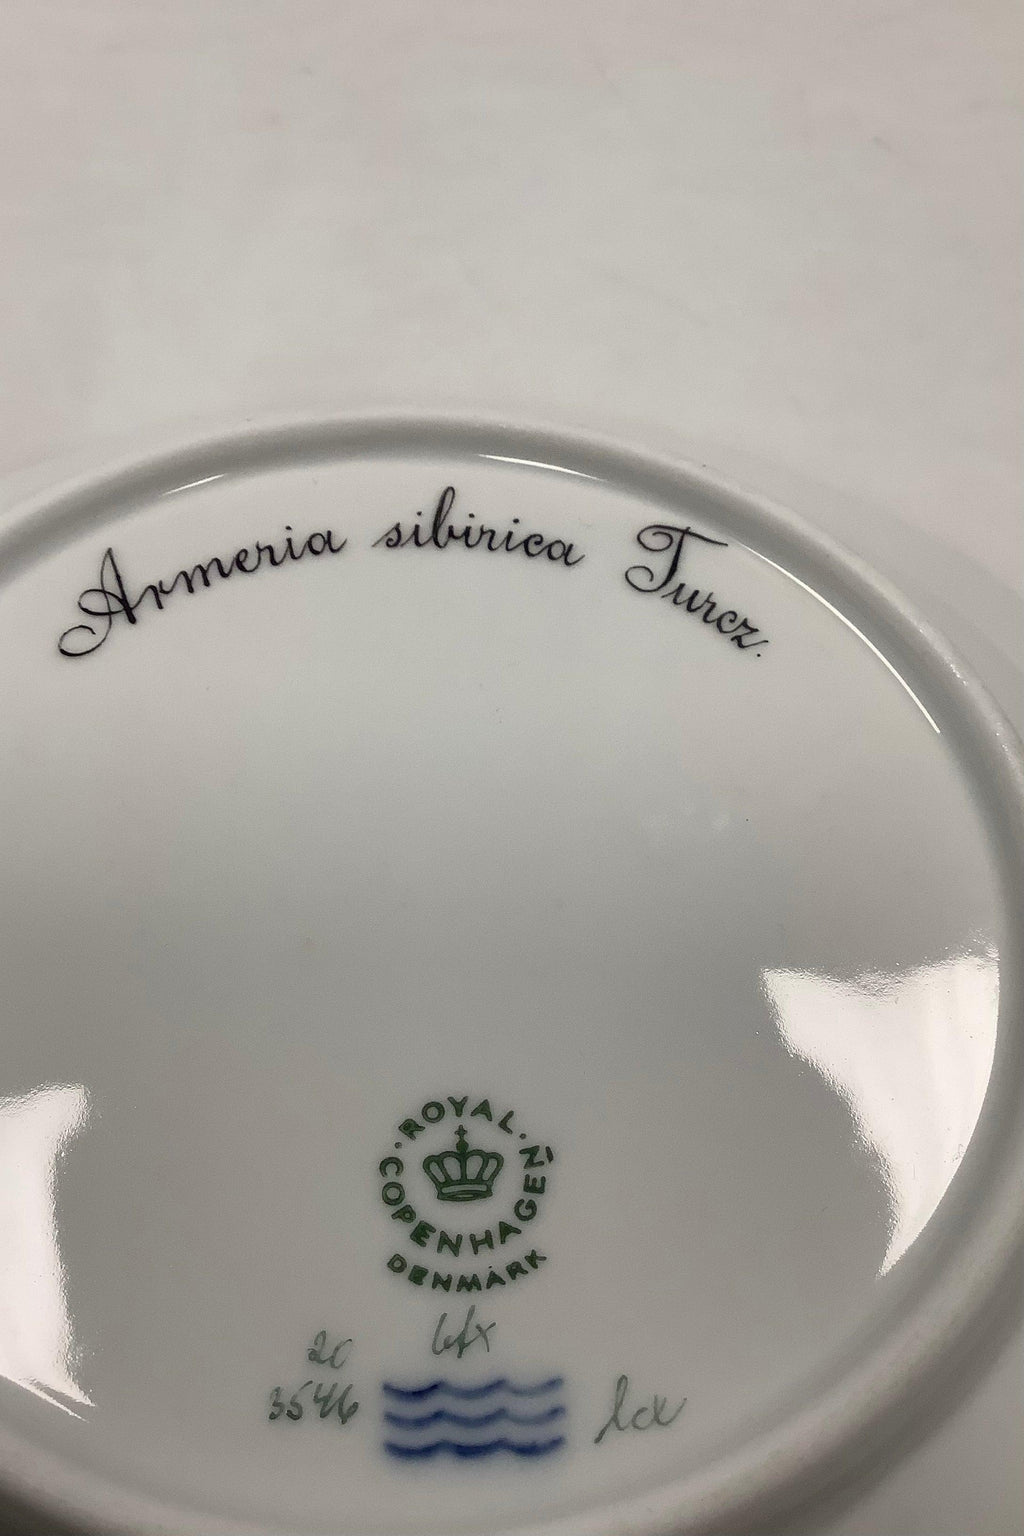 Armeria sibirica Turcz.
ROYAL
COPENHAGEN
DENMARK
20
3546